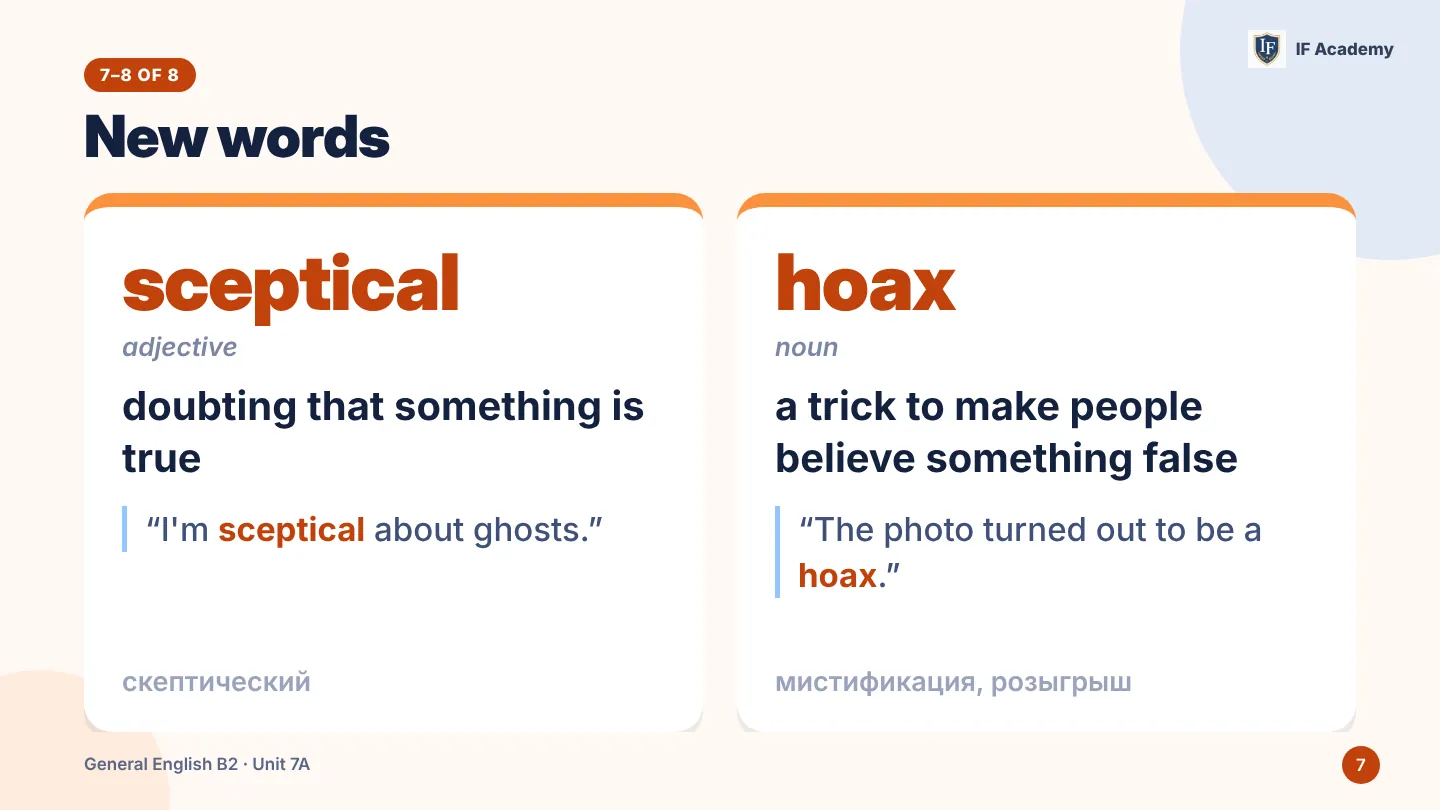 IF
IF Academy
7–8 OF 8
New words
sceptical
adjective
doubting that something is
true
“I'm sceptical about ghosts.”
скептический
hoax
noun
a trick to make people
believe something false
“The photo turned out to be a
hoax.”
мистификация, розыгрыш
General English B2 · Unit 7A
7